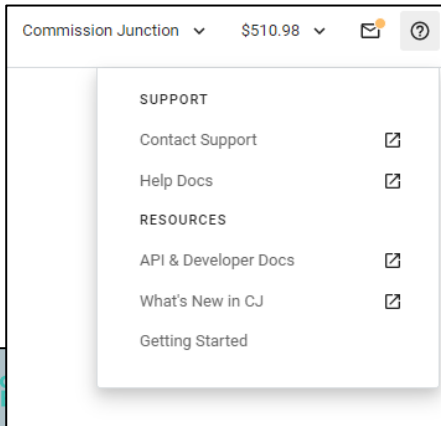 Commission Junction $510.98
SUPPORT
Contact Support
Help Docs
RESOURCES
API & Developer Docs
What's New in CJ
Getting Started